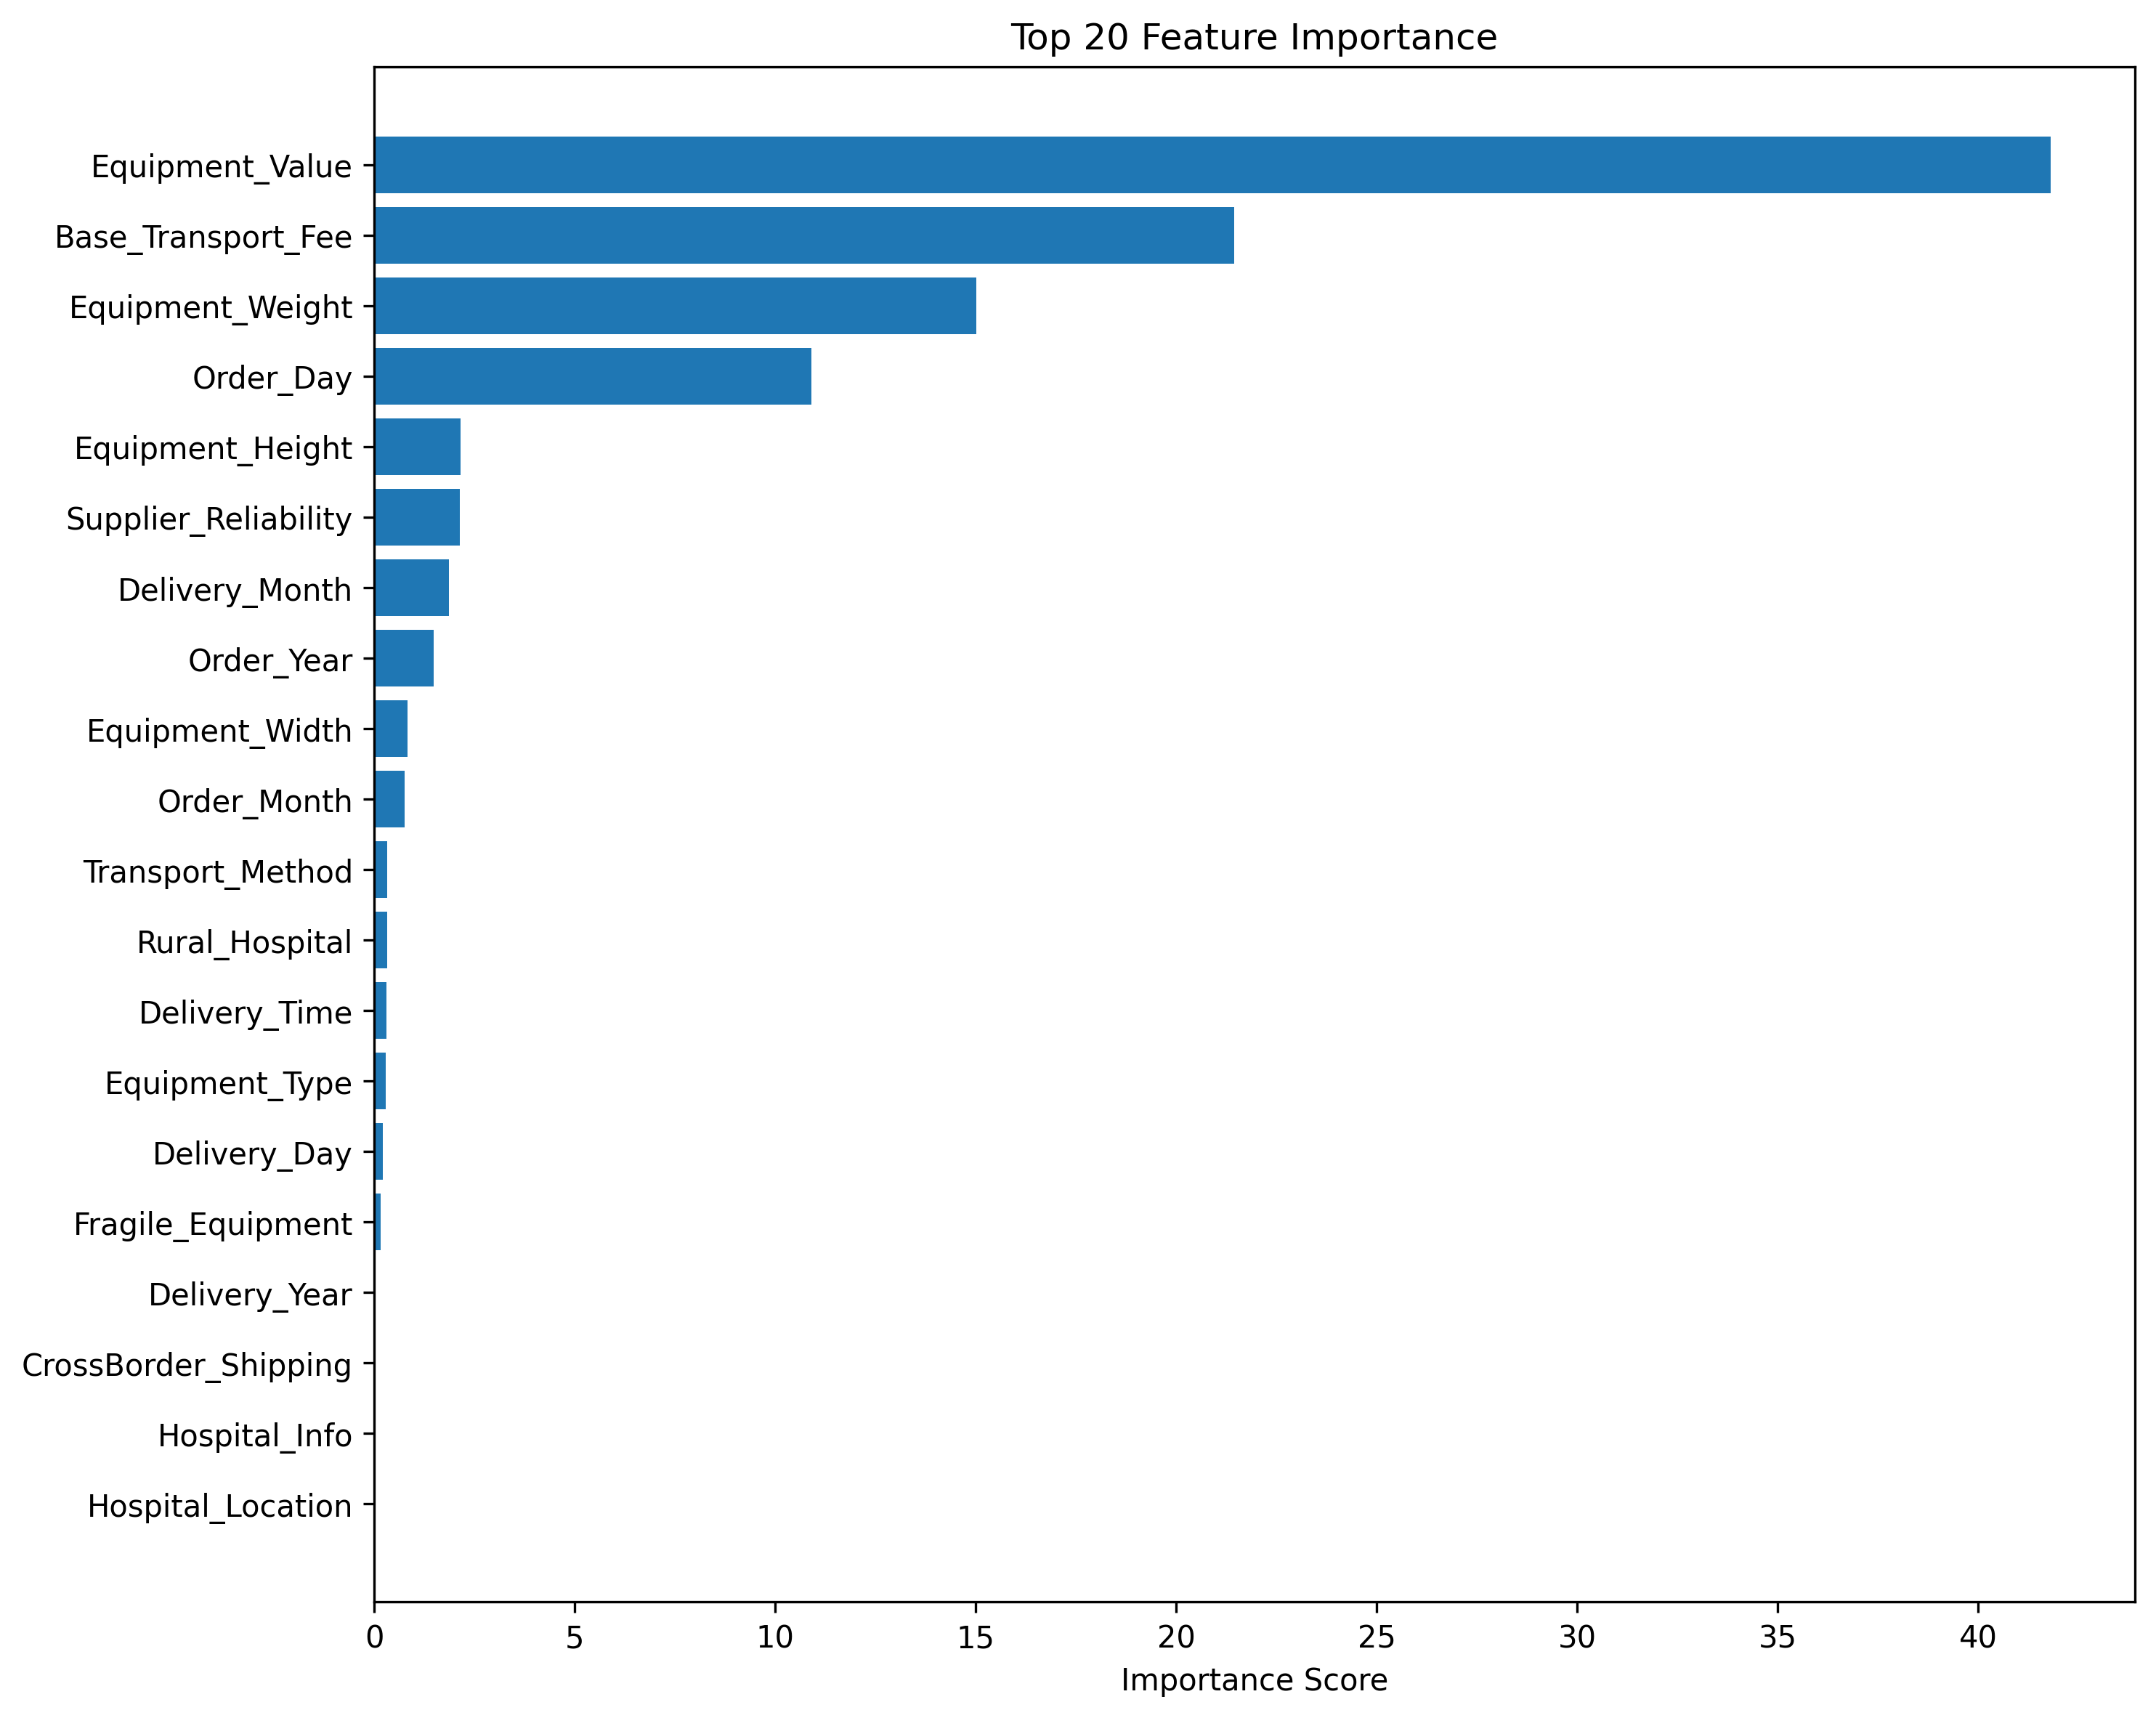 Top 20 Feature Importance
Equipment_Value
Base_Transport_Fee
Equipment_Weight
Order_Day
Equipment_Height
Supplier_Reliability
Delivery_Month
Order_Year
Equipment_Width
Order_Month
Transport_Method
Rural_Hospital
Delivery_Time
Equipment_Type
Delivery_Day
Fragile_Equipment
Delivery_Year
CrossBorder_Shipping
Hospital_Info
Hospital_Location
0 5 10 15 20 25 30 35 40
Importance Score